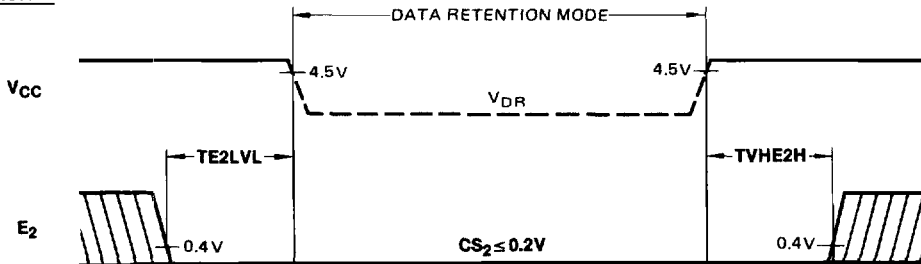 DATA RETENTION MODE
4.5V
4.5V
VCC
VDR
TE2LVL
TVHE2H
E2
0.4V
CS2 ≤ 0.2V
0.4V